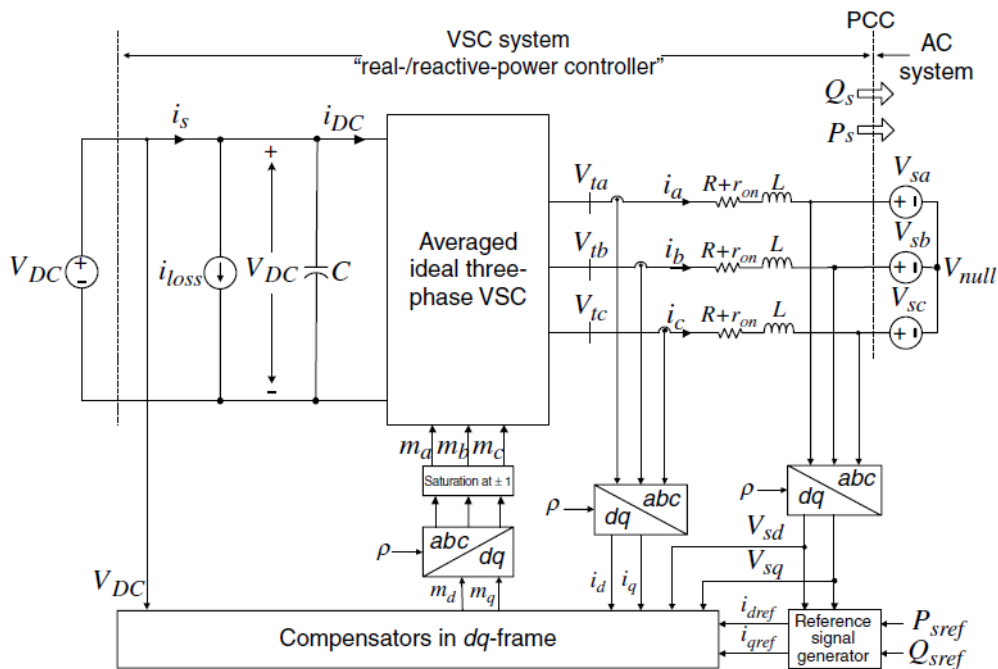 PCC
VSC system
"real-/reactive-power controller"
AC
system
Q_s
P_s
i_s
i_DC
+
V_DC
+
-
i_loss
V_DC
C
-
Averaged
ideal three-
phase VSC
V_ta
i_a
R+r_on
L
V_sa
+ -
V_tb
i_b
R+r_on
L
V_sb
+ -
V_null
V_tc
i_c
R+r_on
L
V_sc
+ -
m_a m_b m_c
Saturation at ± 1
ρ
abc
dq
m_d m_q
ρ
abc
dq
i_d i_q
ρ
abc
dq
V_sd
V_sq
V_DC
Compensators in dq-frame
i_dref
i_qref
Reference
signal
generator
P_sref
Q_sref